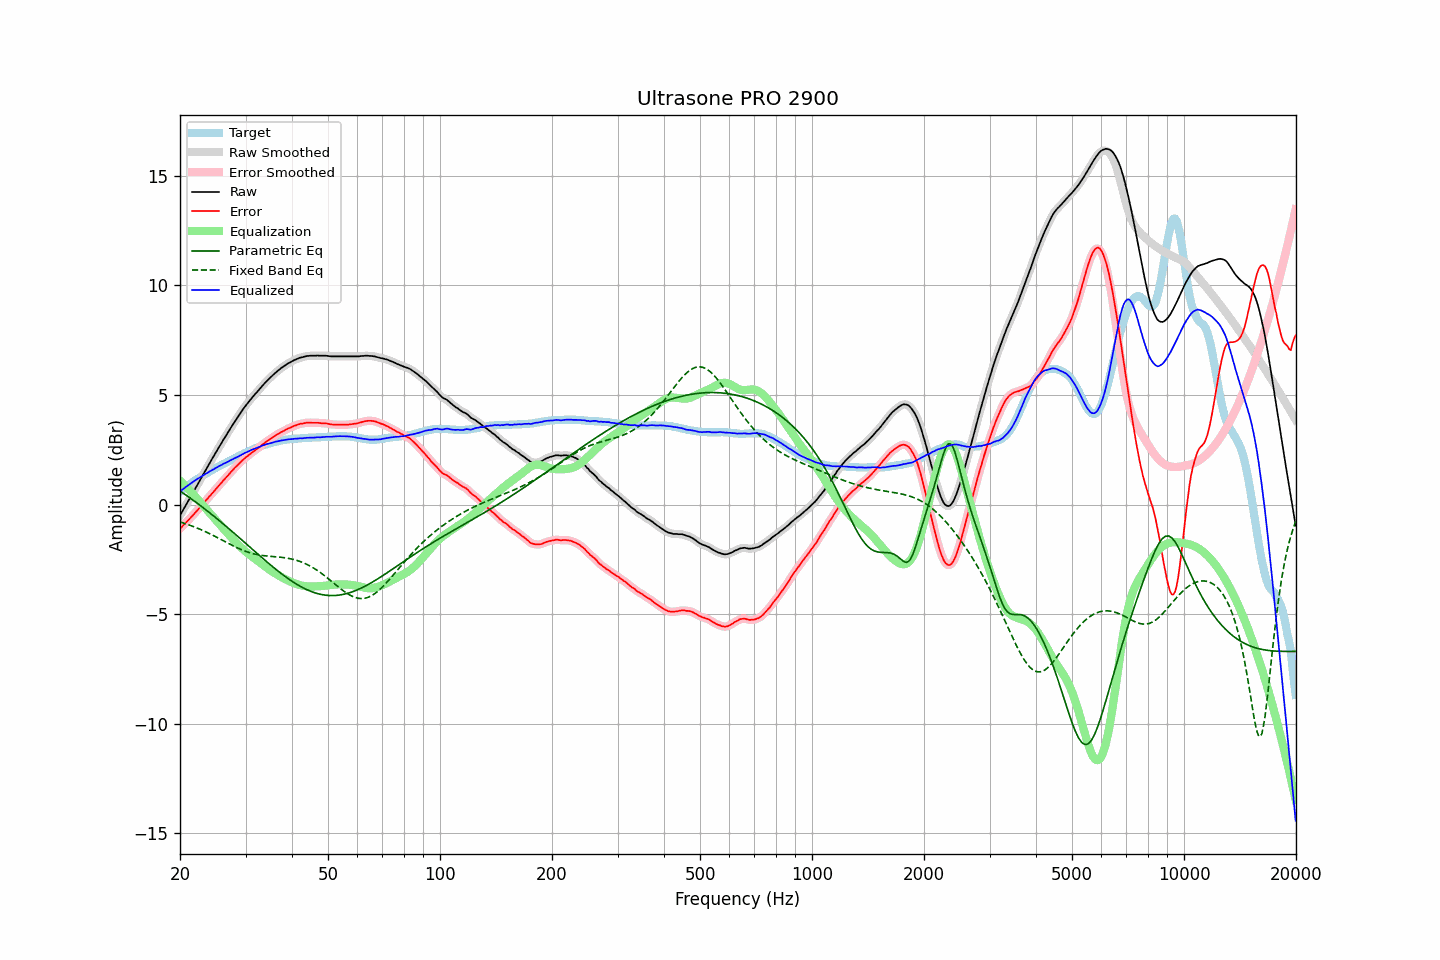 Ultrasone PRO 2900
Target
Raw Smoothed
Error Smoothed
Raw
Error
Equalization
Parametric Eq
Fixed Band Eq
Equalized
Amplitude (dBr)
15
10
5
0
−5
−10
−15
20 50 100 200 500 1000 2000 5000 10000 20000
Frequency (Hz)